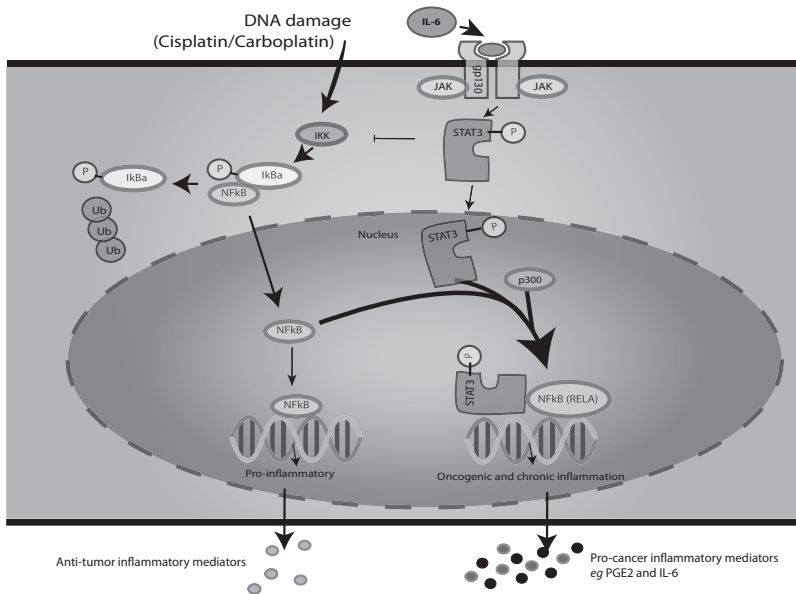 DNA damage
(Cisplatin/Carboplatin)
IL-6
gp130
JAK
JAK
STAT3
P
IKK
P
IkBa
NFkB
P
IkBa
Ub
Ub
Ub
Nucleus
STAT3
P
p300
NFkB
P
STAT3
NFkB (RELA)
NFkB
Pro-inflammatory
Oncogenic and chronic inflammation
Anti-tumor inflammatory mediators
Pro-cancer inflammatory mediators
eg PGE2 and IL-6